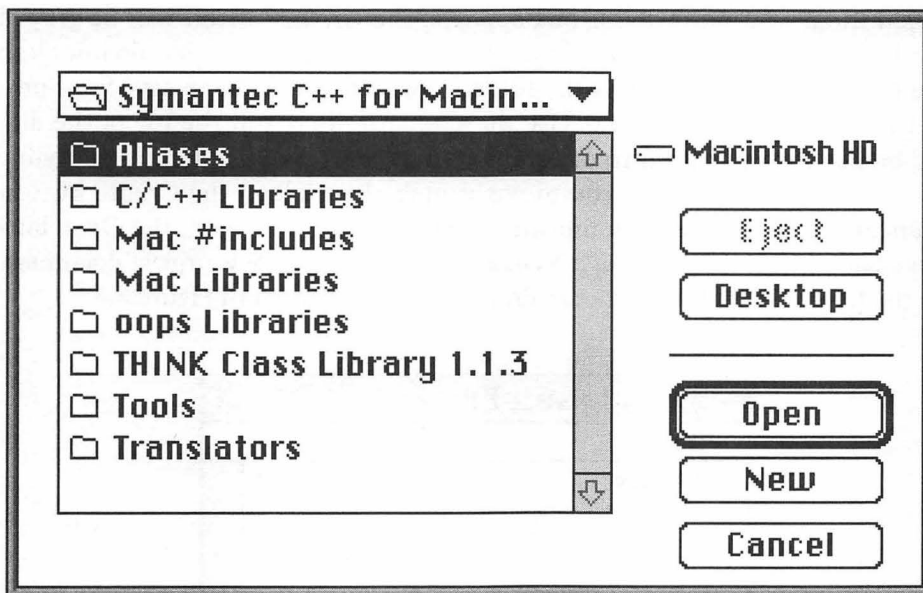 Symantec C++ for Macin...
Aliases
C/C++ Libraries
Mac #includes
Mac Libraries
oops Libraries
THINK Class Library 1.1.3
Tools
Translators
Macintosh HD
Eject
Desktop
Open
New
Cancel